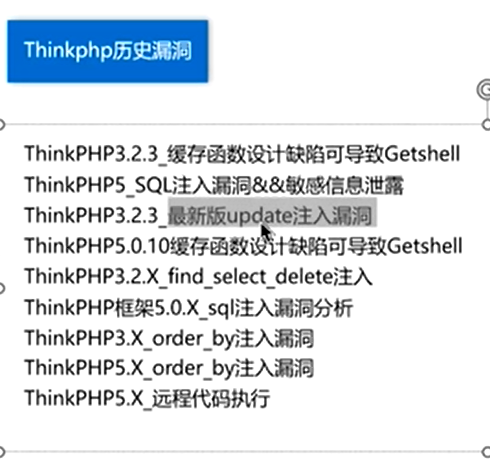 Thinkphp历史漏洞
ThinkPHP3.2.3_缓存函数设计缺陷可导致Getshell
ThinkPHP5_SQL注入漏洞&&敏感信息泄露
ThinkPHP3.2.3_最新版update注入漏洞
ThinkPHP5.0.10缓存函数设计缺陷可导致Getshell
ThinkPHP3.2.X_find_select_delete注入
ThinkPHP框架5.0.X_sql注入漏洞分析
ThinkPHP3.X_order_by注入漏洞
ThinkPHP5.X_order_by注入漏洞
ThinkPHP5.X_远程代码执行